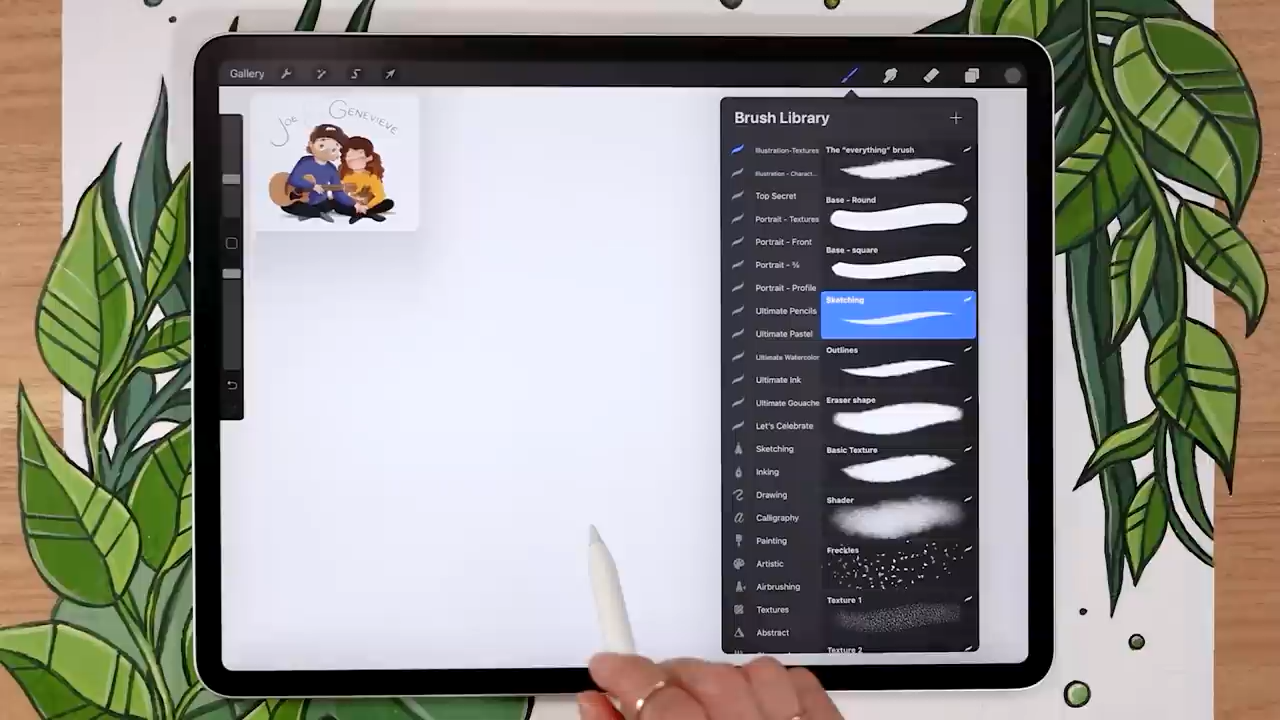 Gallery
Joe
GENEVIEVE
Brush Library
Illustration-Textures
Illustration - Charact...
Top Secret
Portrait - Textures
Portrait - Front
Portrait - ¾
Portrait - Profile
Ultimate Pencils
Ultimate Pastel
Ultimate Watercolor
Ultimate Ink
Ultimate Gouache
Let's Celebrate
Sketching
Inking
Drawing
Calligraphy
Painting
Artistic
Airbrushing
Textures
Abstract
The "everything" brush
Base - Round
Base - square
Sketching
Outlines
Eraser shape
Basic Texture
Shader
Freckles
Texture 1
Texture 2